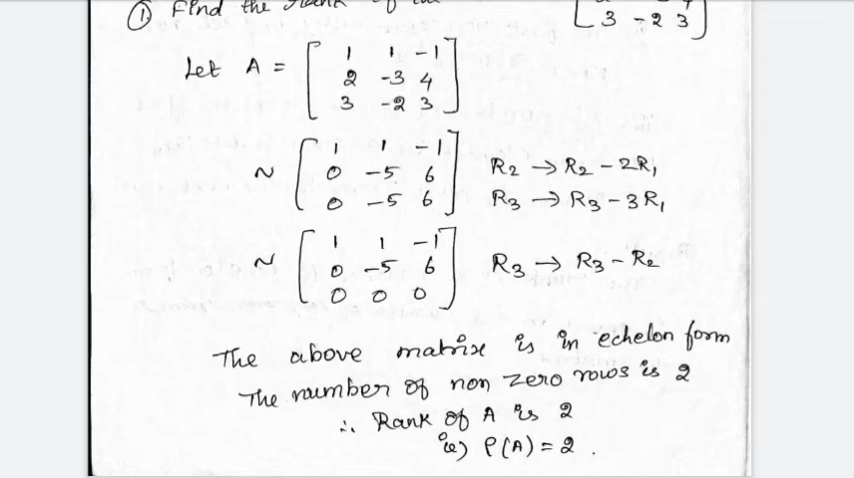 ① Find the
3 -2 3
Let A = [ 1 1 -1
2 -3 4
3 -2 3 ]
~ [ 1 1 -1
0 -5 6
0 -5 6 ] R2 → R2 - 2R1
R3 → R3 - 3R1
~ [ 1 1 -1
0 -5 6
0 0 0 ] R3 → R3 - R2
The above matrix is in echelon form
The number of non zero rows is 2
∴ Rank of A is 2
ie) ρ(A) = 2 .